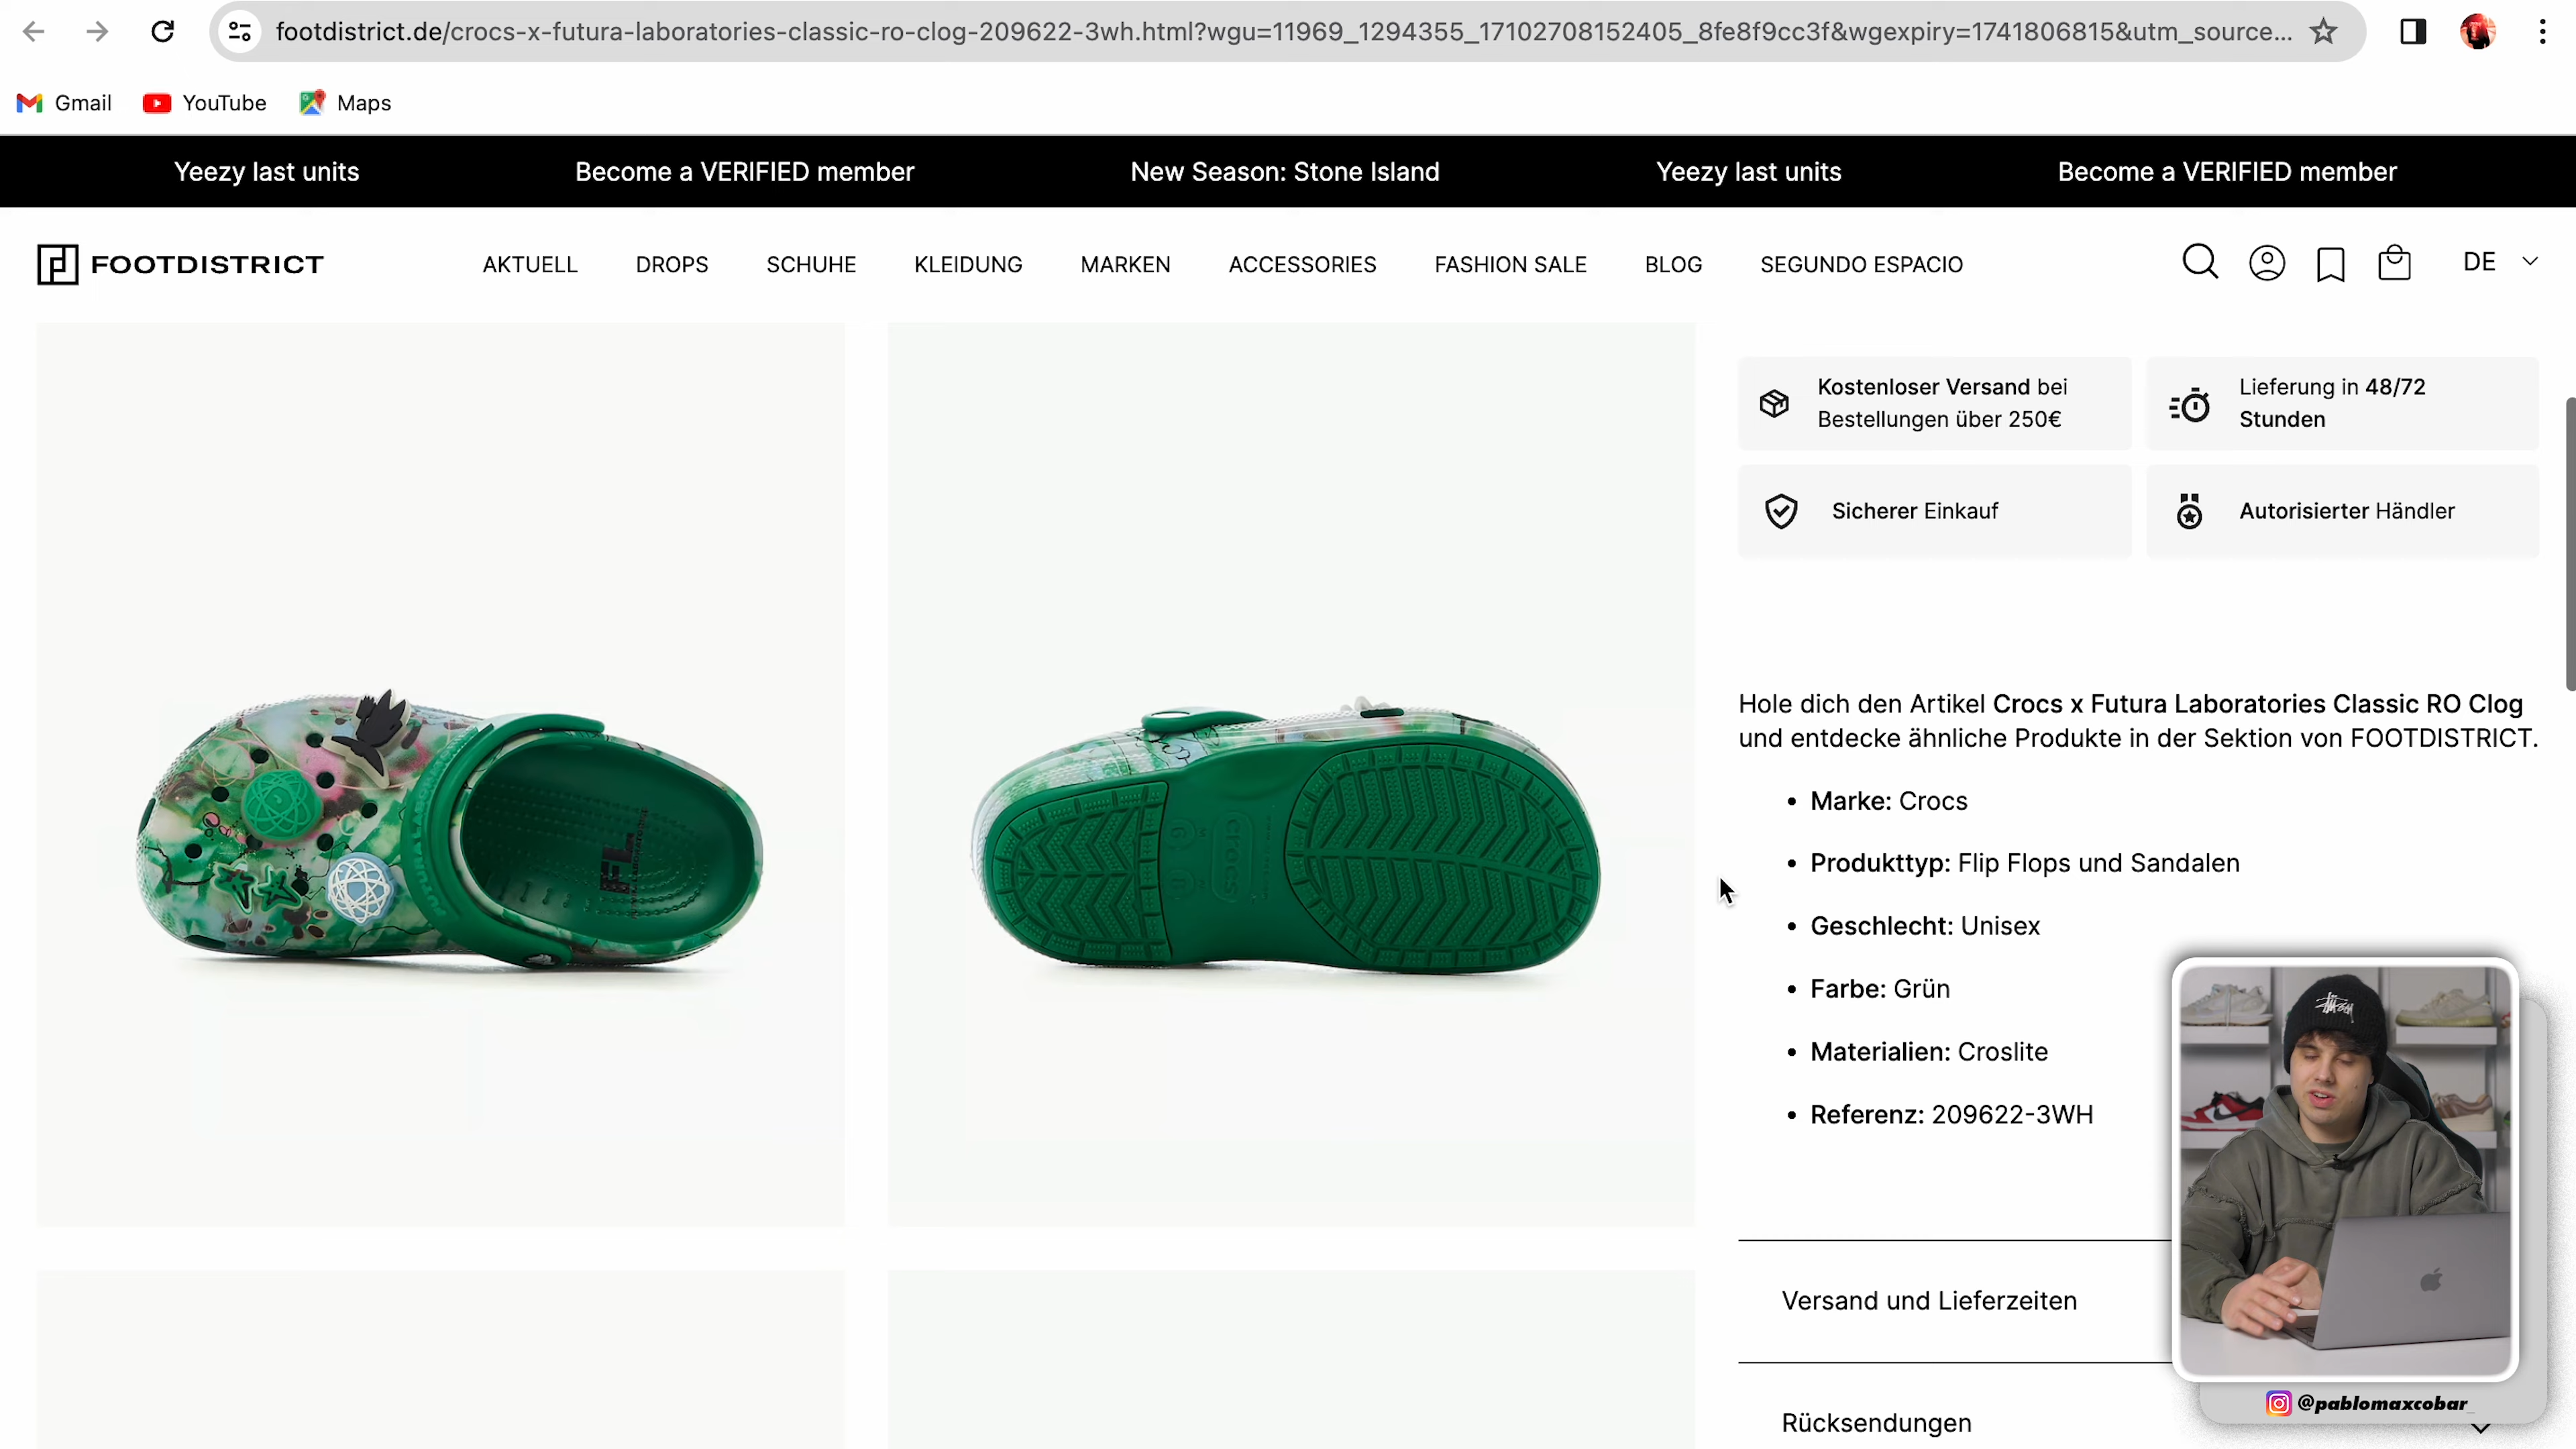 footdistrict.de/crocs-x-futura-laboratories-classic-ro-clog-209622-3wh.html?wgu=11969_1294355_17102708152405_8fe8f9cc3f&wgexpiry=1741806815&utm_source...
Gmail YouTube Maps
Yeezy last units Become a VERIFIED member New Season: Stone Island Yeezy last units Become a VERIFIED member
FOOTDISTRICT AKTUELL DROPS SCHUHE KLEIDUNG MARKEN ACCESSORIES FASHION SALE BLOG SEGUNDO ESPACIO DE
Kostenloser Versand bei
Bestellungen über 250€
Lieferung in 48/72
Stunden
Sicherer Einkauf
Autorisierter Händler
Hole dich den Artikel Crocs x Futura Laboratories Classic RO Clog
und entdecke ähnliche Produkte in der Sektion von FOOTDISTRICT.
• Marke: Crocs
• Produkttyp: Flip Flops und Sandalen
• Geschlecht: Unisex
• Farbe: Grün
• Materialien: Croslite
• Referenz: 209622-3WH
Versand und Lieferzeiten
Rücksendungen
@pablomaxcobar_
FL
crocs